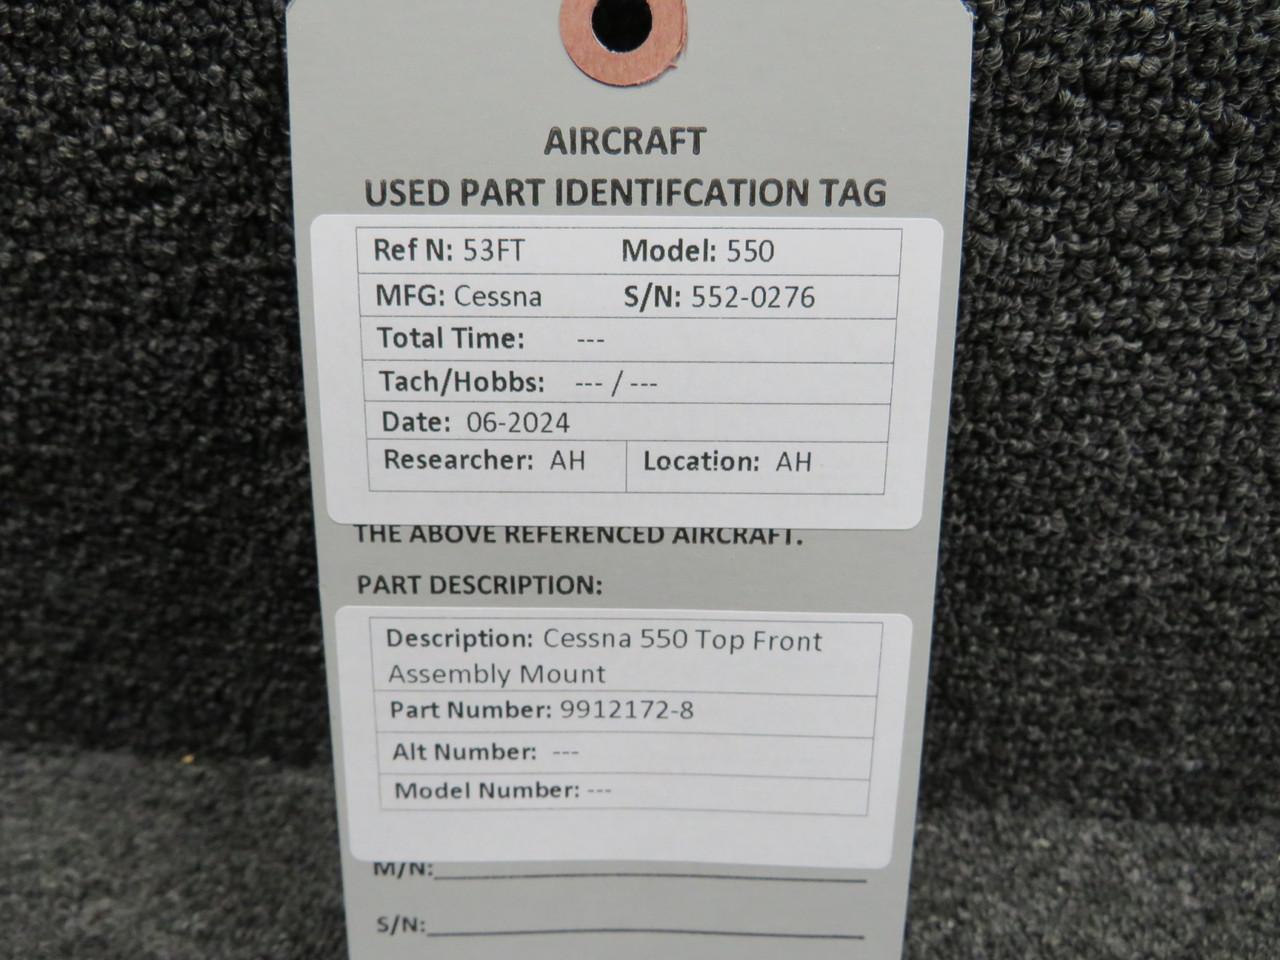 AIRCRAFT
USED PART IDENTIFCATION TAG
Ref N: 53FT Model: 550
MFG: Cessna S/N: 552-0276
Total Time: ---
Tach/Hobbs: --- / ---
Date: 06-2024
Researcher: AH Location: AH
THE ABOVE REFERENCED AIRCRAFT.
PART DESCRIPTION:
Description: Cessna 550 Top Front
Assembly Mount
Part Number: 9912172-8
Alt Number: ---
Model Number: ---
M/N:
S/N: